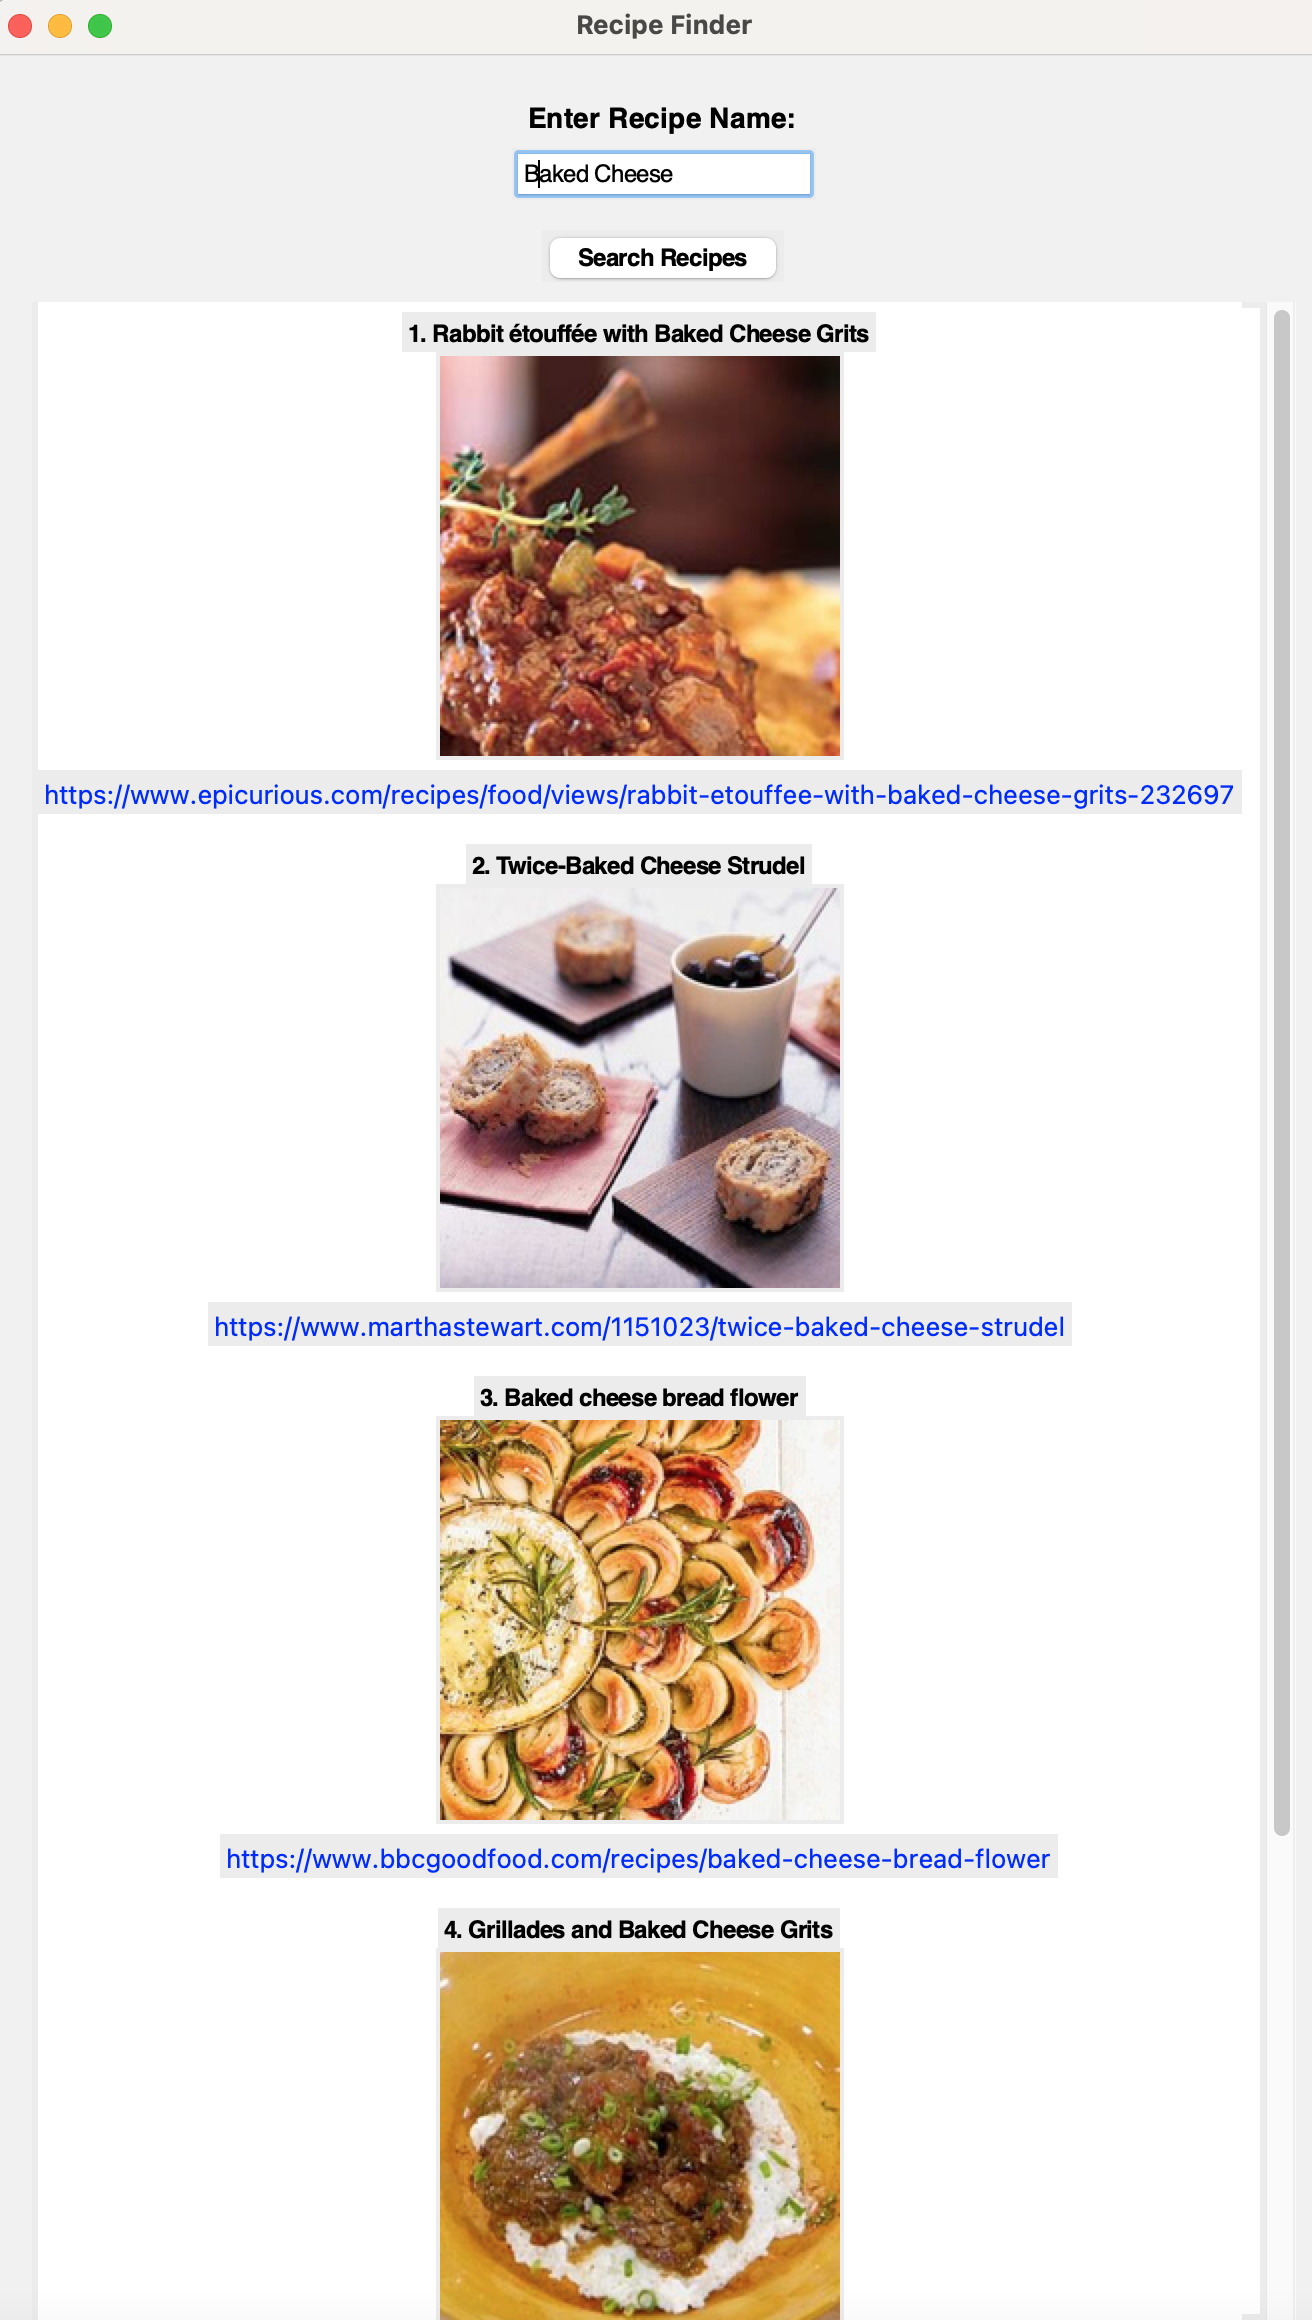 Recipe Finder
Enter Recipe Name:
Baked Cheese
Search Recipes
1. Rabbit étouffée with Baked Cheese Grits
https://www.epicurious.com/recipes/food/views/rabbit-etouffee-with-baked-cheese-grits-232697
2. Twice-Baked Cheese Strudel
https://www.marthastewart.com/1151023/twice-baked-cheese-strudel
3. Baked cheese bread flower
https://www.bbcgoodfood.com/recipes/baked-cheese-bread-flower
4. Grillades and Baked Cheese Grits